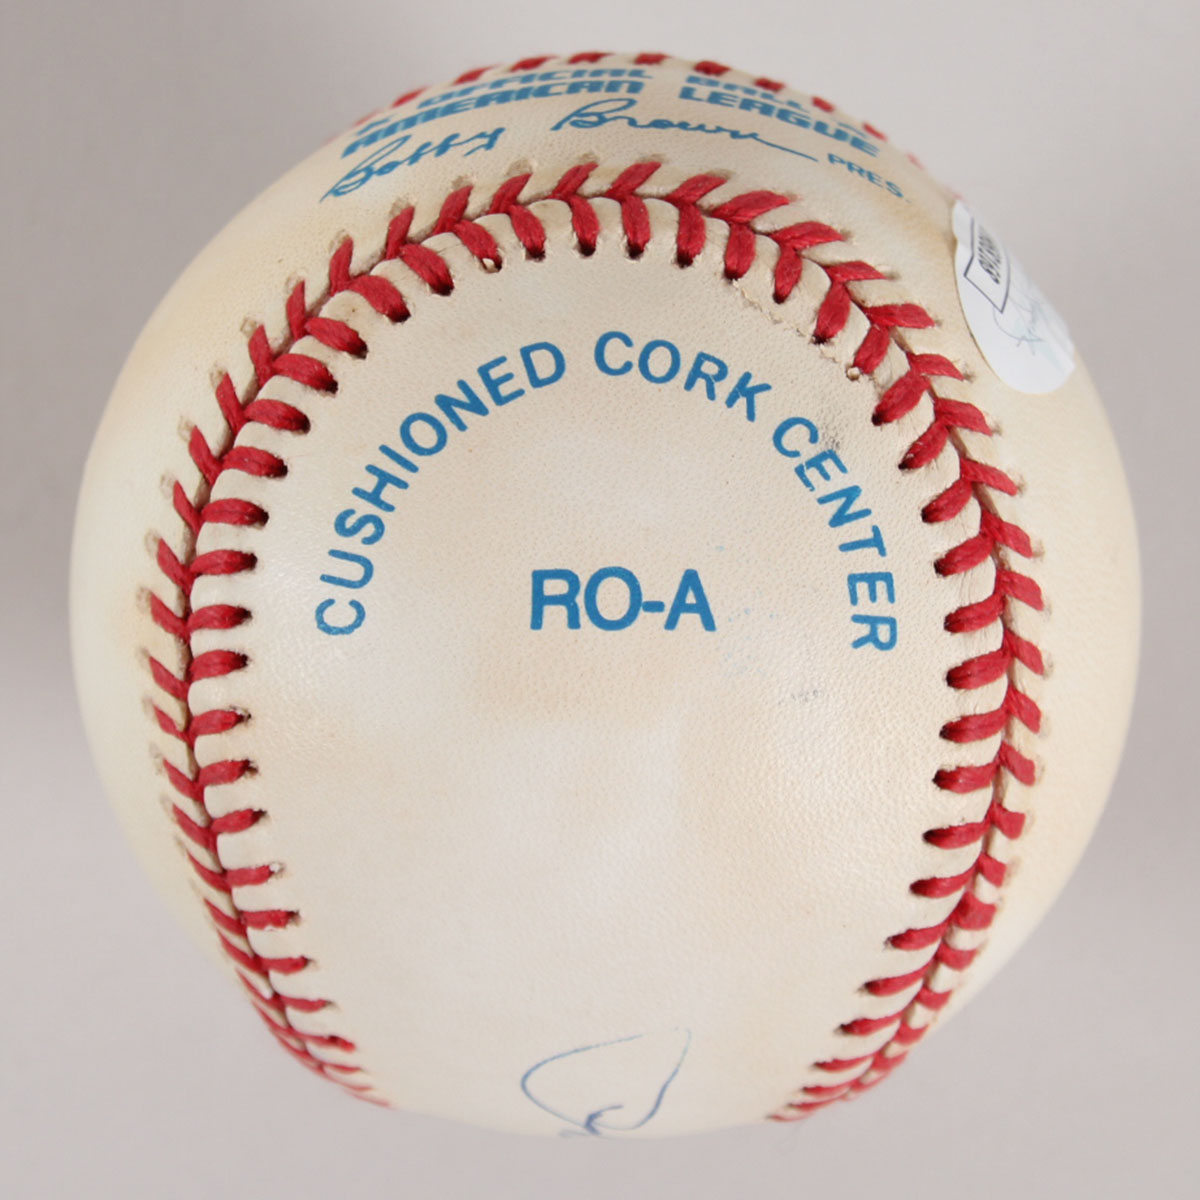 OFFICIAL BALL
AMERICAN LEAGUE
Bobby Brown PRES
CUSHIONED CORK CENTER
RO-A